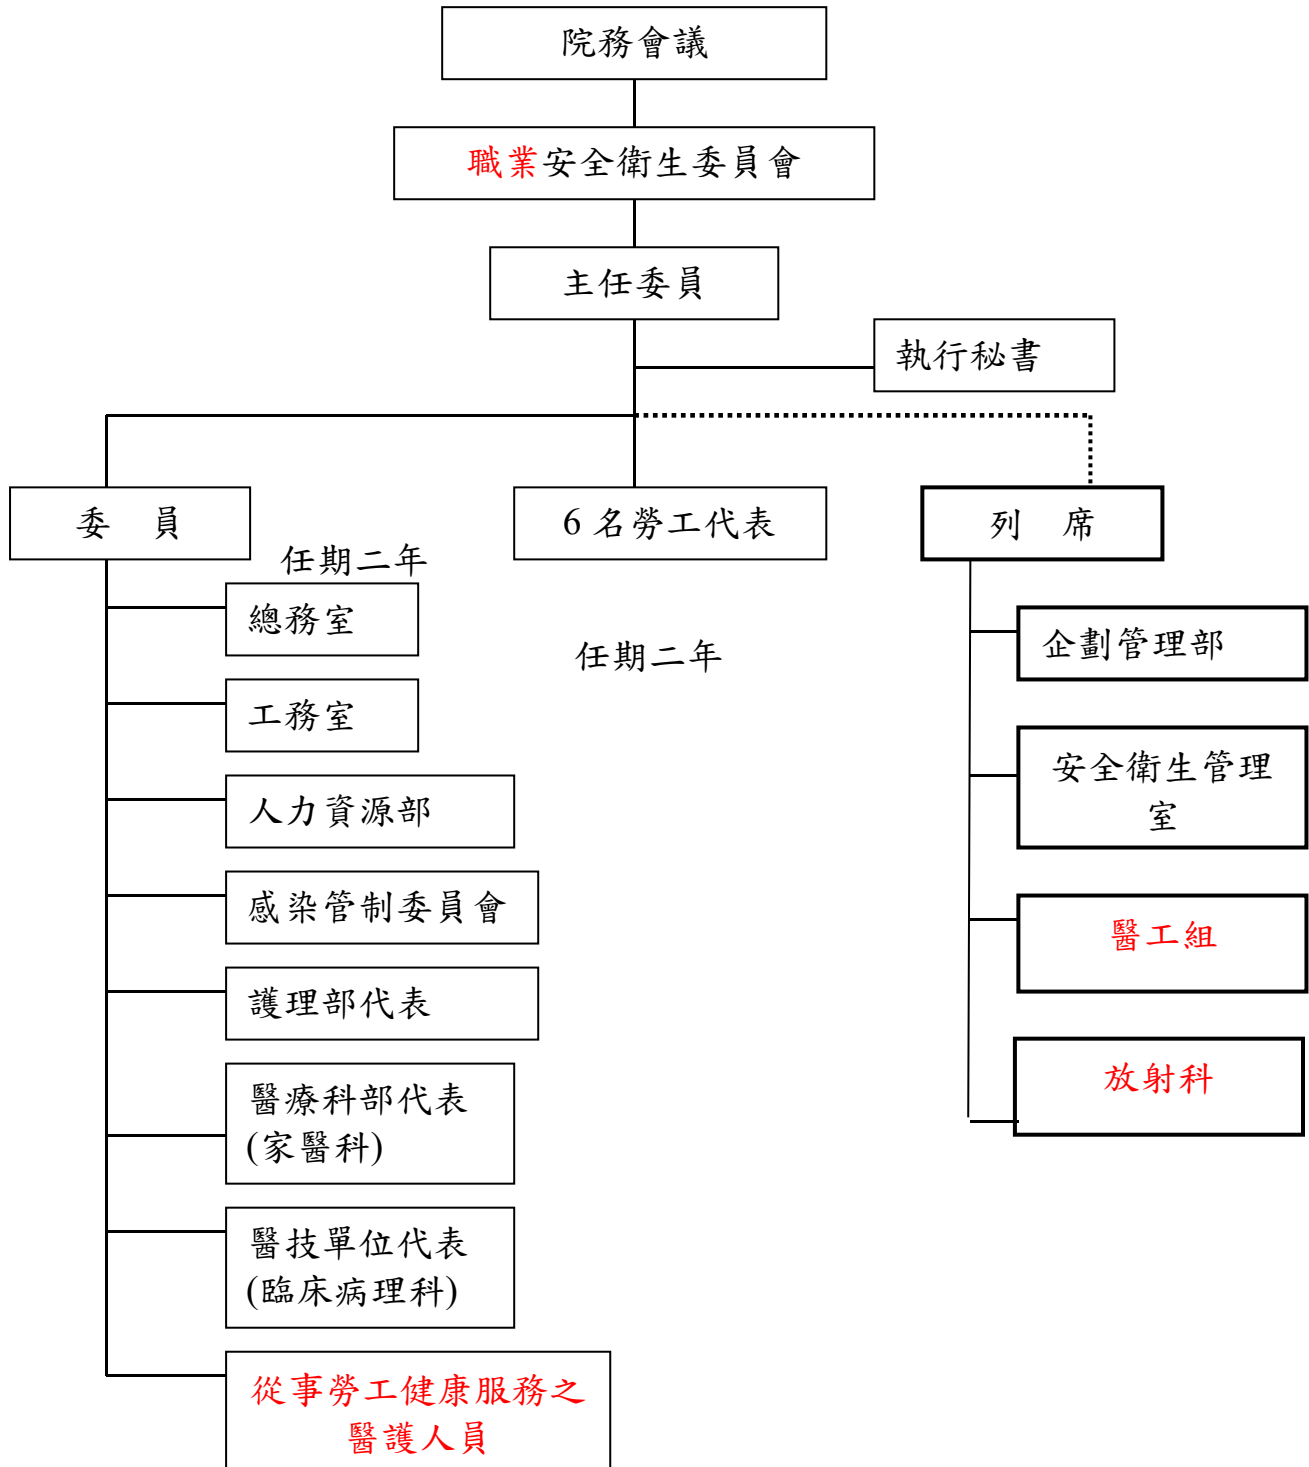 院務會議
職業安全衛生委員會
主任委員
執行秘書
委　員
6 名勞工代表
列　席
任期二年
總務室
任期二年
企劃管理部
工務室
安全衛生管理
室
人力資源部
感染管制委員會
醫工組
護理部代表
放射科
醫療科部代表
(家醫科)
醫技單位代表
(臨床病理科)
從事勞工健康服務之
醫護人員